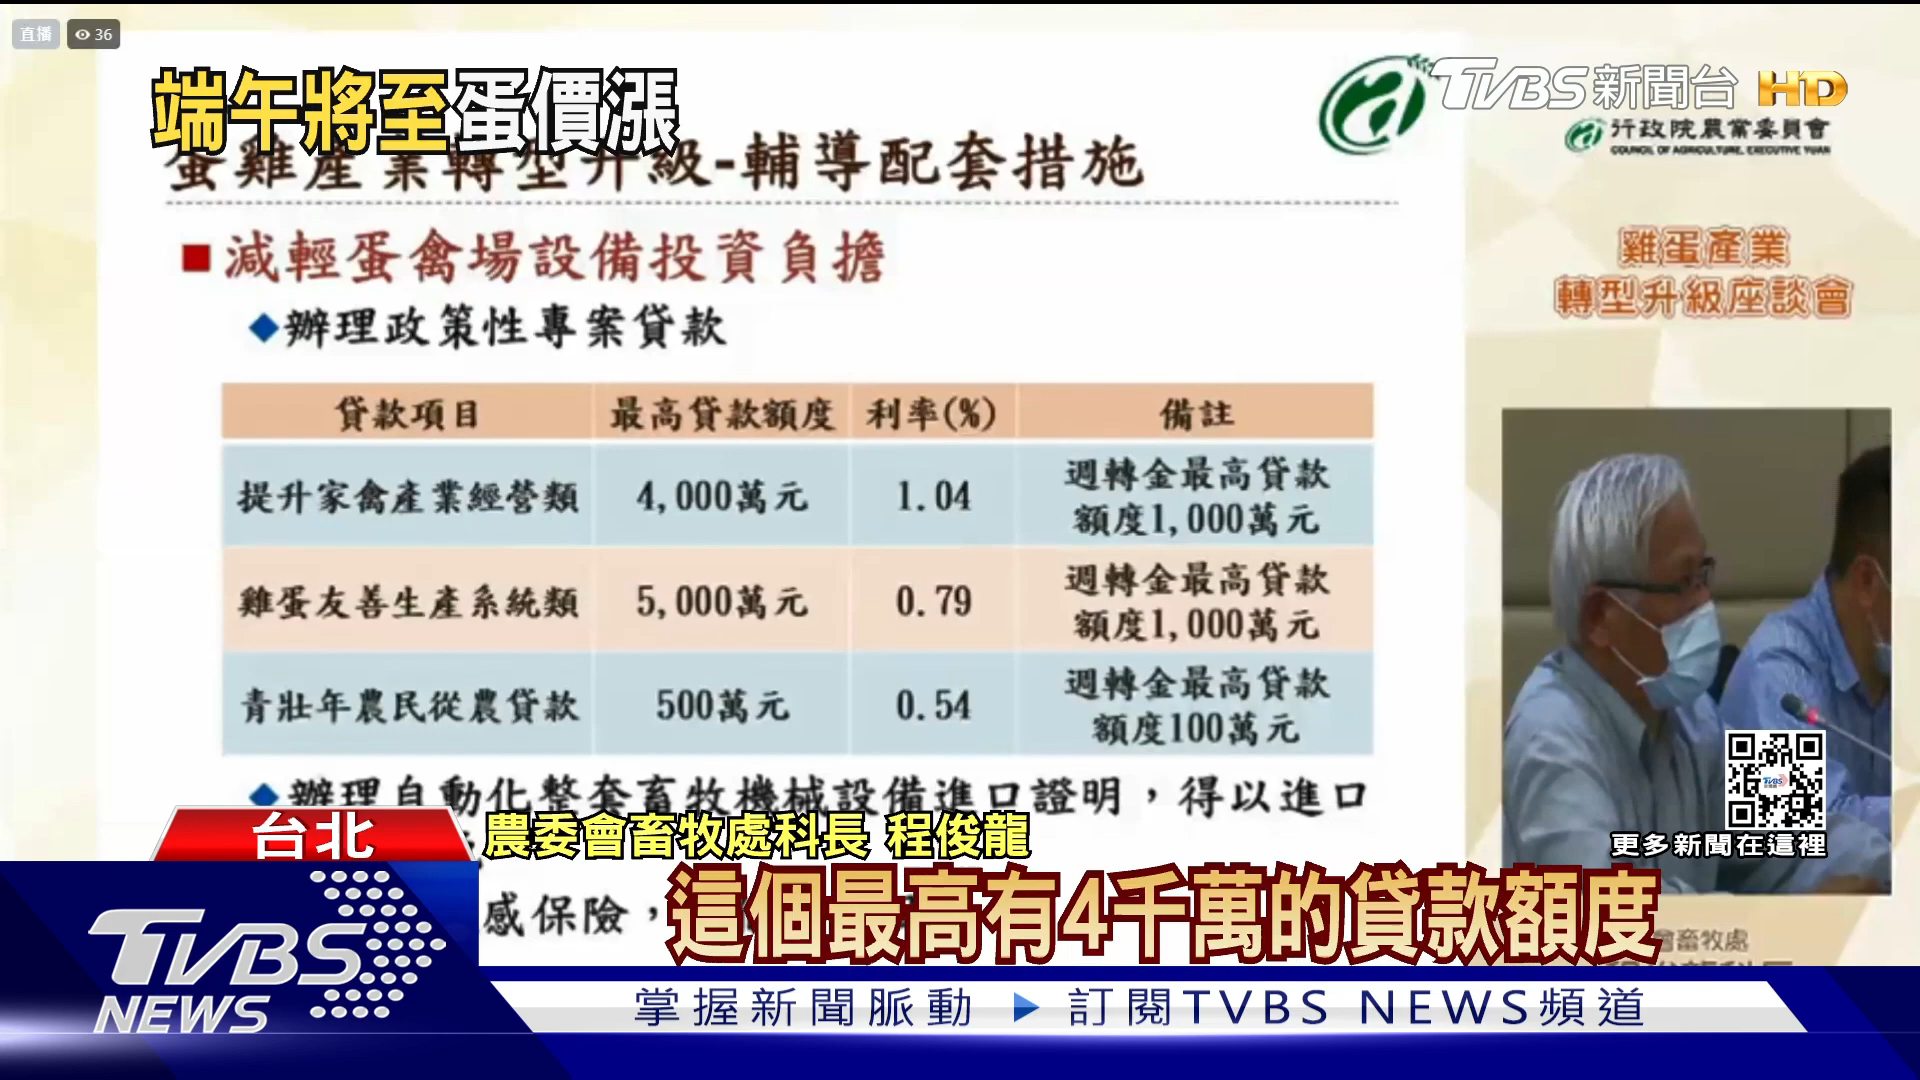 直播 36
端午將至蛋價漲
TVBS新聞台 HD
行政院農業委員會
COUNCIL OF AGRICULTURE, EXECUTIVE YUAN
蛋雞產業轉型升級-輔導配套措施
減輕蛋禽場設備投資負擔
辦理政策性專案貸款
雞蛋產業
轉型升級座談會
貸款項目 最高貸款額度 利率(%) 備註
提升家禽產業經營類 4,000萬元 1.04 週轉金最高貸款
額度1,000萬元
雞蛋友善生產系統類 5,000萬元 0.79 週轉金最高貸款
額度1,000萬元
青壯年農民從農貸款 500萬元 0.54 週轉金最高貸款
額度100萬元
辦理自動化整套畜牧機械設備進口證明，得以進口
台北
農委會畜牧處科長 程俊龍
更多新聞在這裡
感保險，
這個最高有4千萬的貸款額度
會畜牧處
TVBS
NEWS
掌握新聞脈動 訂閱TVBS NEWS頻道